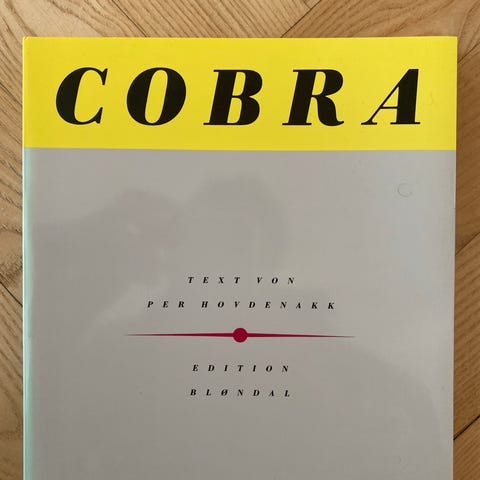 COBRA
TEXT VON
PER HOVDENAKK
EDITION
BLØNDAL